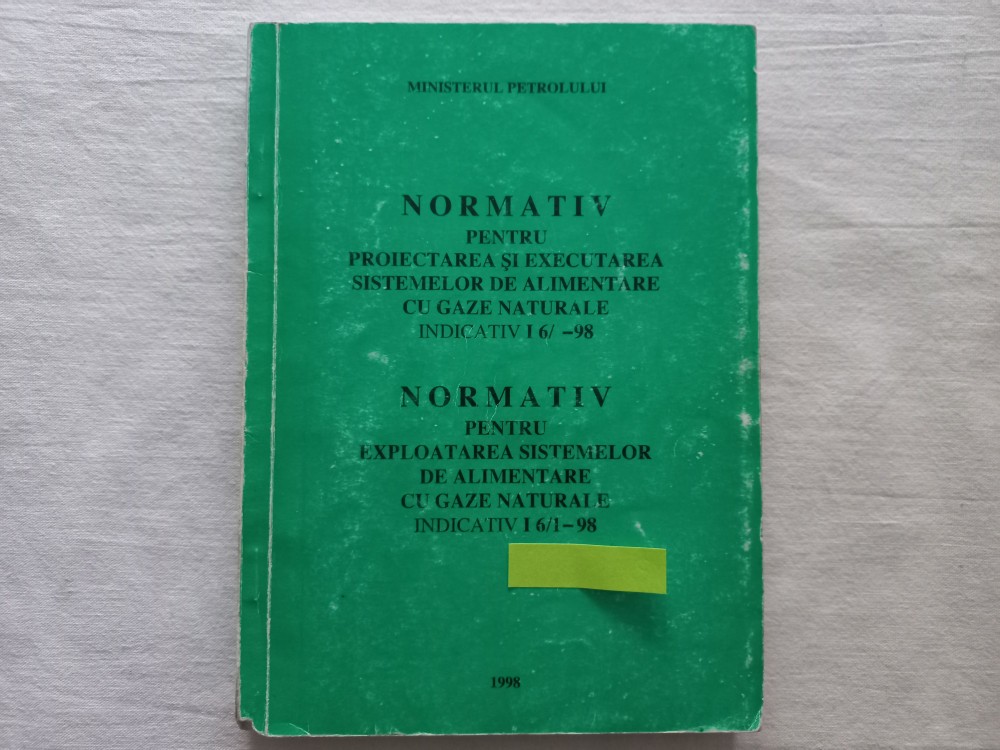 MINISTERUL PETROLULUI
NORMATIV
PENTRU
PROIECTAREA ȘI EXECUTAREA
SISTEMELOR DE ALIMENTARE
CU GAZE NATURALE
INDICATIV I 6/ –98
NORMATIV
PENTRU
EXPLOATAREA SISTEMELOR
DE ALIMENTARE
CU GAZE NATURALE
INDICATIV I 6/1–98
1998